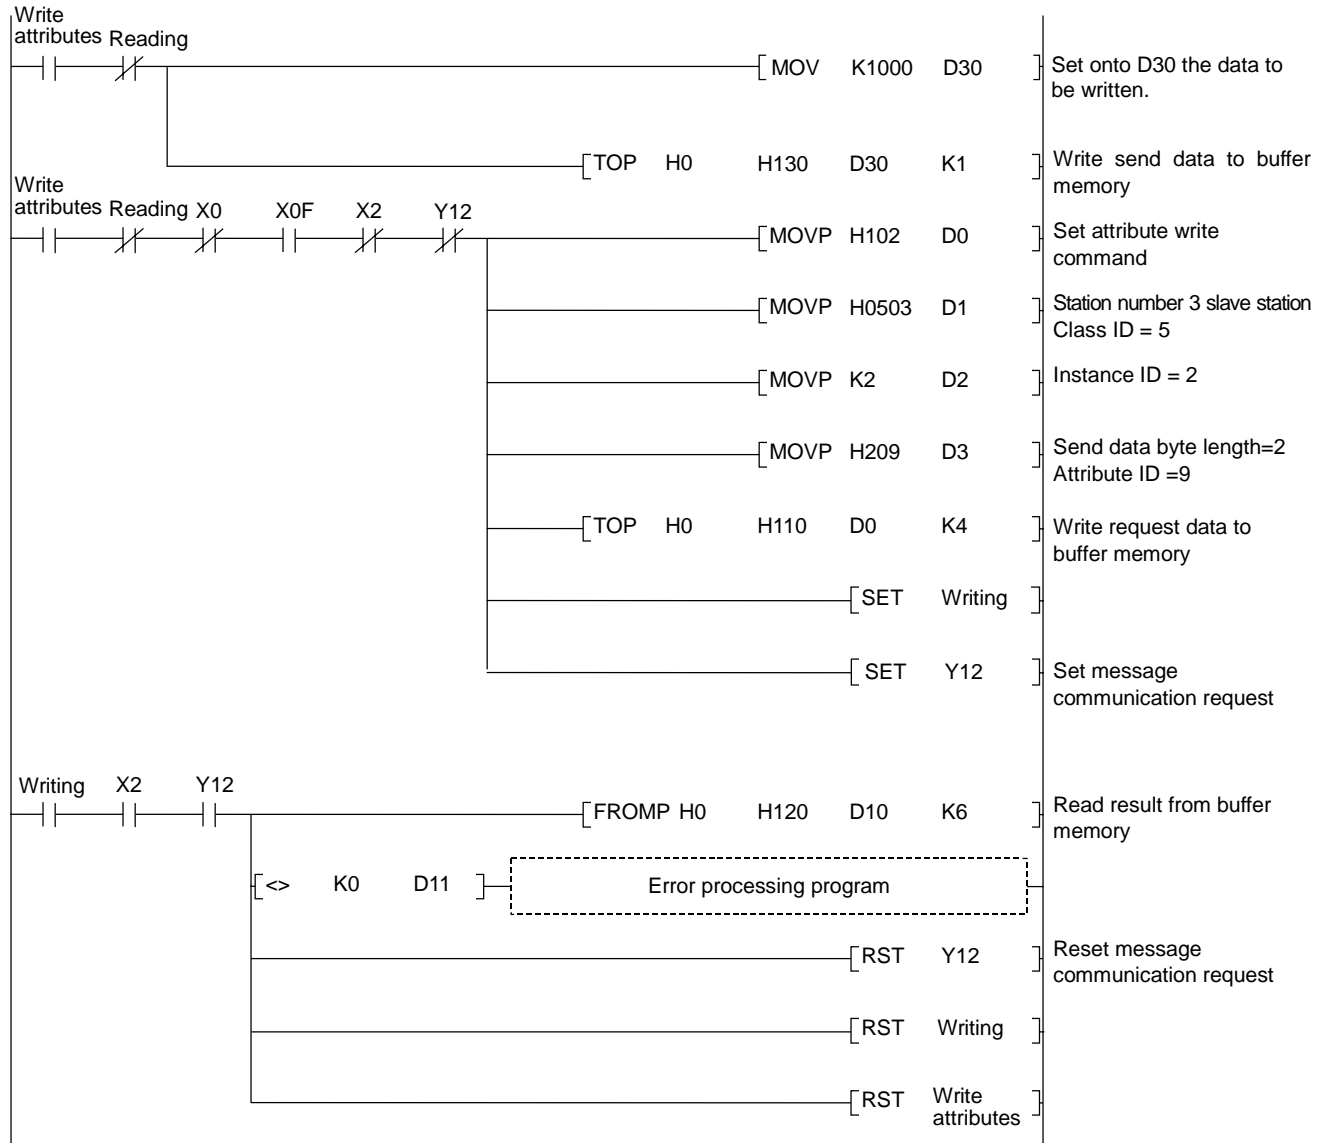 Write
attributes Reading
[ MOV K1000 D30 ] Set onto D30 the data to
be written.
[ TOP H0 H130 D30 K1 ] Write send data to buffer
memory
Write
attributes Reading X0 X0F X2 Y12
[ MOVP H102 D0 ] Set attribute write
command
[ MOVP H0503 D1 ] Station number 3 slave station
Class ID = 5
[ MOVP K2 D2 ] Instance ID = 2
[ MOVP H209 D3 ] Send data byte length=2
Attribute ID =9
[ TOP H0 H110 D0 K4 ] Write request data to
buffer memory
[ SET Writing ]
[ SET Y12 ] Set message
communication request
Writing X2 Y12
[ FROMP H0 H120 D10 K6 ] Read result from buffer
memory
[ <> K0 D11 ] Error processing program
[ RST Y12 ] Reset message
communication request
[ RST Writing ]
[ RST Write
attributes ]